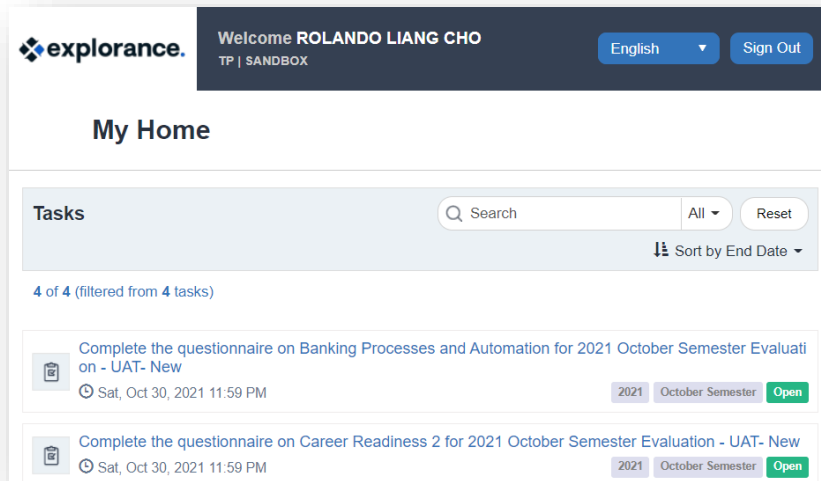 explorance.
Welcome ROLANDO LIANG CHO
TP | SANDBOX
English
Sign Out
My Home
Tasks
Search
All
Reset
Sort by End Date
4 of 4 (filtered from 4 tasks)
Complete the questionnaire on Banking Processes and Automation for 2021 October Semester Evaluati
on - UAT- New
Sat, Oct 30, 2021 11:59 PM
2021
October Semester
Open
Complete the questionnaire on Career Readiness 2 for 2021 October Semester Evaluation - UAT- New
Sat, Oct 30, 2021 11:59 PM
2021
October Semester
Open